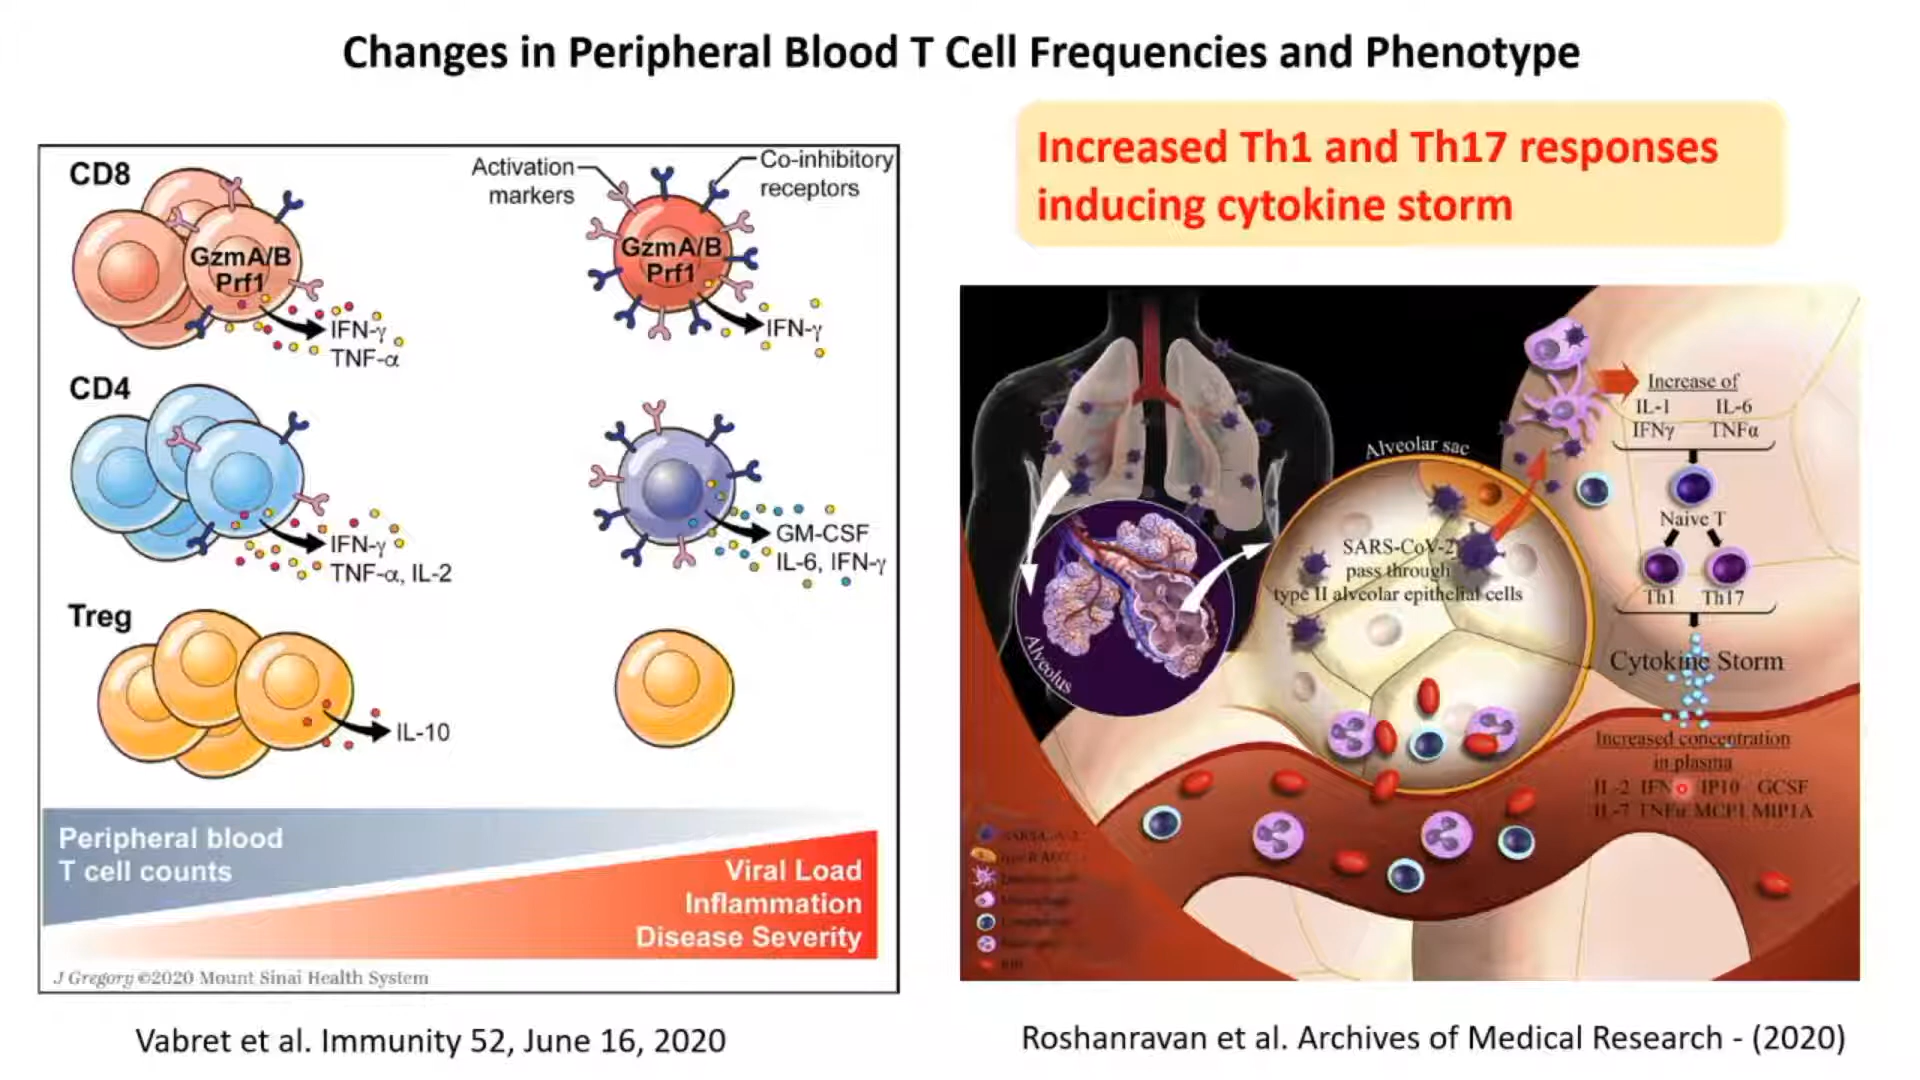 Changes in Peripheral Blood T Cell Frequencies and Phenotype
CD8
GzmA/B
Prf1
IFN-γ
TNF-α
Activation
markers
Co-inhibitory
receptors
GzmA/B
Prf1
IFN-γ
CD4
IFN-γ
TNF-α, IL-2
GM-CSF
IL-6, IFN-γ
Treg
IL-10
Peripheral blood
T cell counts
Viral Load
Inflammation
Disease Severity
J Gregory ©2020 Mount Sinai Health System
Vabret et al. Immunity 52, June 16, 2020
Increased Th1 and Th17 responses
inducing cytokine storm
Alveolus
Alveolar sac
SARS-CoV-2
pass through
type II alveolar epithelial cells
Increase of
IL-1 IL-6
IFNγ TNFα
Naive T
Th1 Th17
Cytokine Storm
Increased concentration
in plasma
IL-2 IFN IP10 GCSF
IL-7 TNFα MCP1 MIP1A
Roshanravan et al. Archives of Medical Research - (2020)